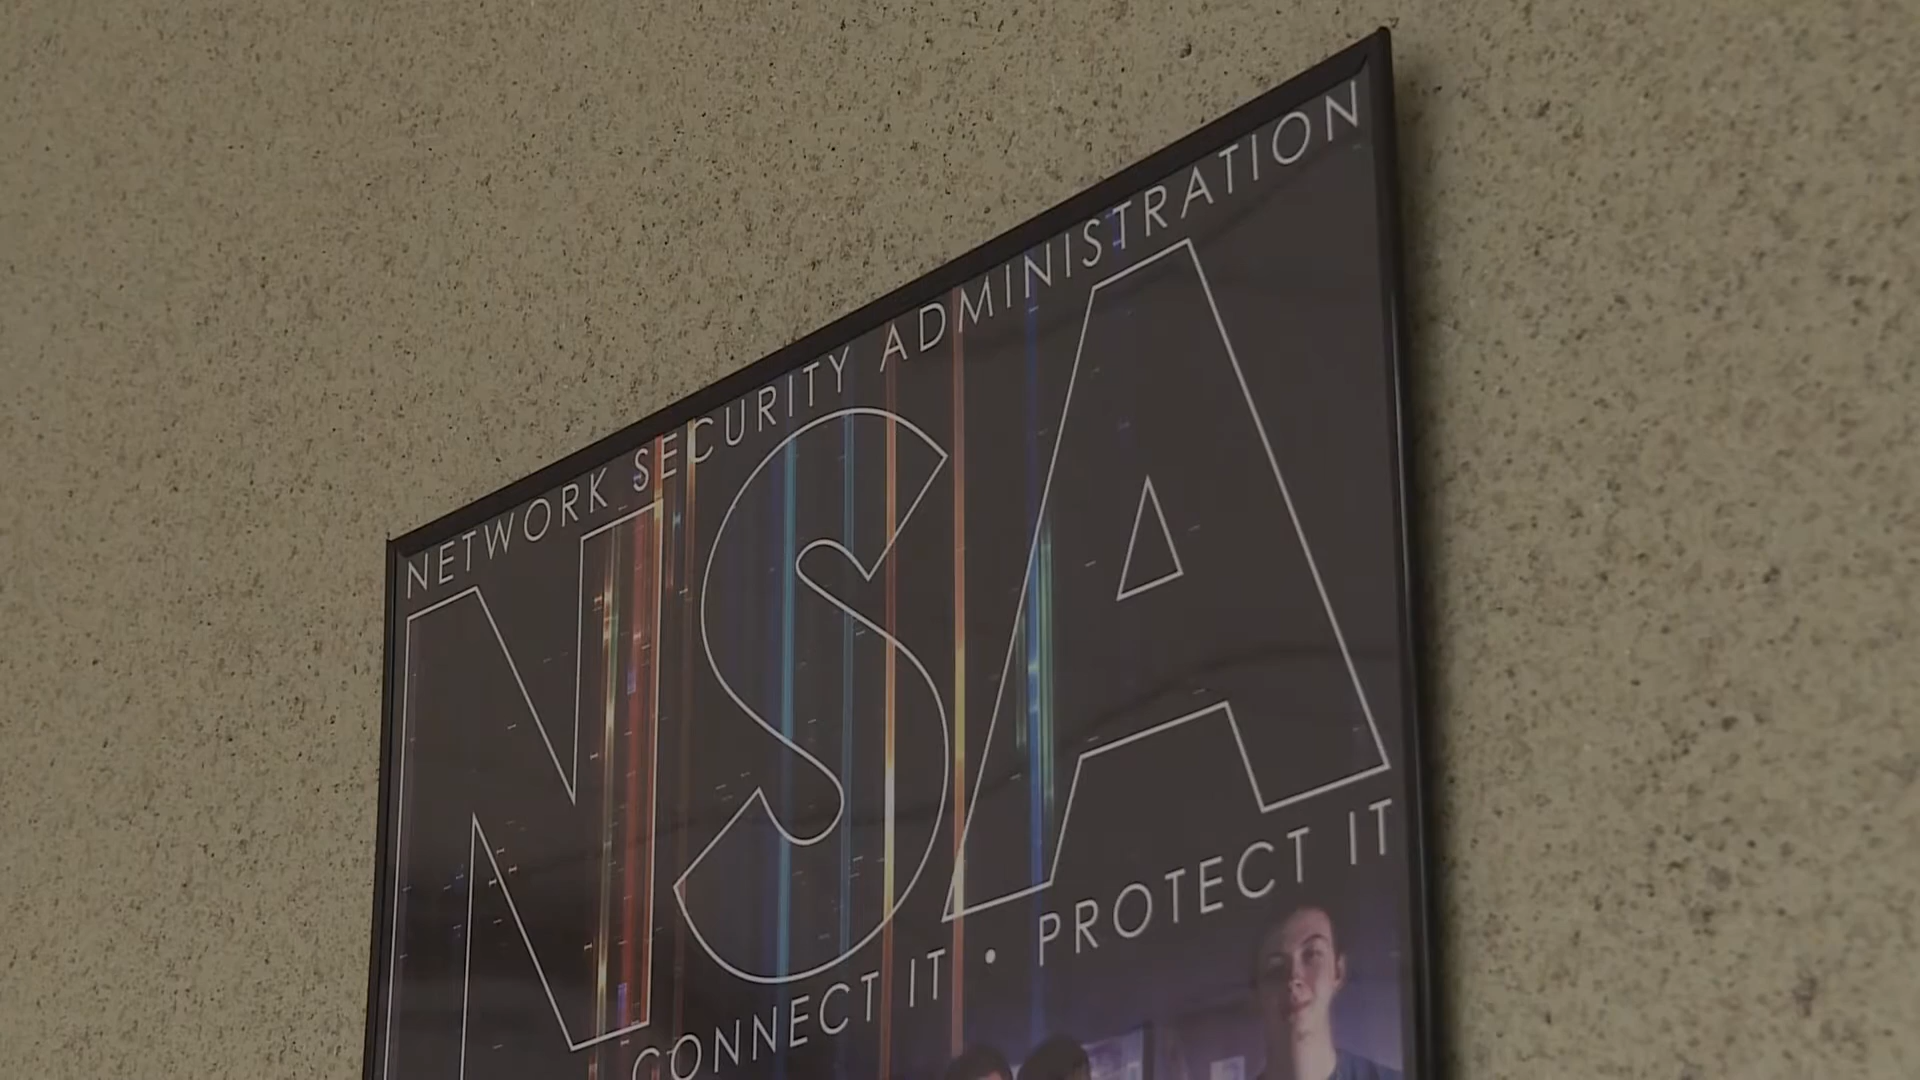 NETWORK SECURITY ADMINISTRATION
NSA
CONNECT IT • PROTECT IT